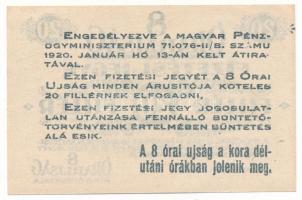 ENGEDÉLYEZVE A MAGYAR PÉNZ-
ÜGYMINISZTERIUM 71.076-II/B. SZÁMU
1920. JANUÁR HÓ 13-ÁN KELT ÁTIRA-
TÁVAL.
EZEN FIZETÉSI JEGYÉT A 8 ÓRAI
UJSÁG MINDEN ÁRUSITÓJA KÖTELES
20 FILLÉRNEK ELFOGADNI,
EZEN FIZETÉSI JEGY JOGOSULAT-
LAN UTÁNZÁSA FENNÁLLÓ BÜNTETŐ-
TÖRVÉNYEINK ÉRTELMÉBEN BÜNTETÉS
ALÁ ESIK.
A 8 órai ujság a kora dél-
utáni órákban jelenik meg.